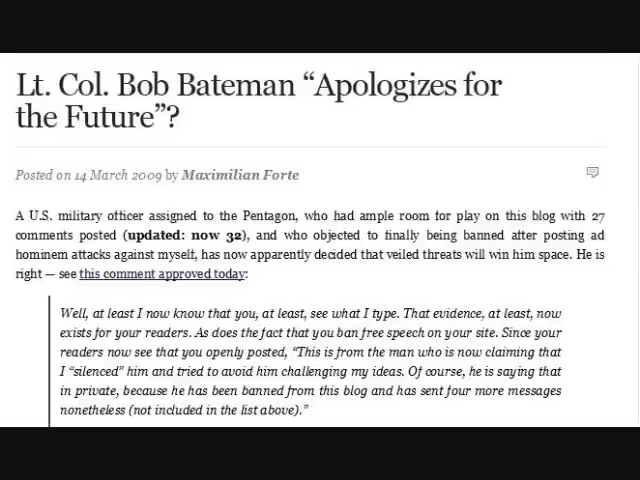 Lt. Col. Bob Bateman “Apologizes for
the Future”?
Posted on 14 March 2009 by Maximilian Forte
A U.S. military officer assigned to the Pentagon, who had ample room for play on this blog with 27
comments posted (updated: now 32), and who objected to finally being banned after posting ad
hominem attacks against myself, has now apparently decided that veiled threats will win him space. He is
right — see this comment approved today:
Well, at least I now know that you, at least, see what I type. That evidence, at least, now
exists for your readers. As does the fact that you ban free speech on your site. Since your
readers now see that you openly posted, “This is from the man who is now claiming that
I “silenced” him and tried to avoid him challenging my ideas. Of course, he is saying that
in private, because he has been banned from this blog and has sent four more messages
nonetheless (not included in the list above).”